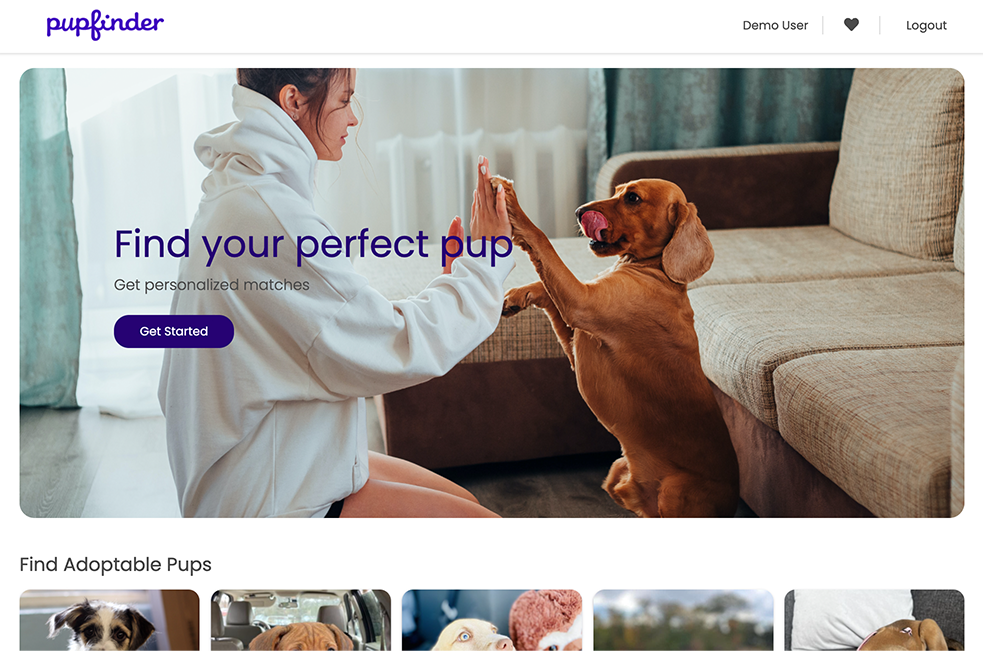 pupfinder
Demo User
Logout
Find your perfect pup
Get personalized matches
Get Started
Find Adoptable Pups